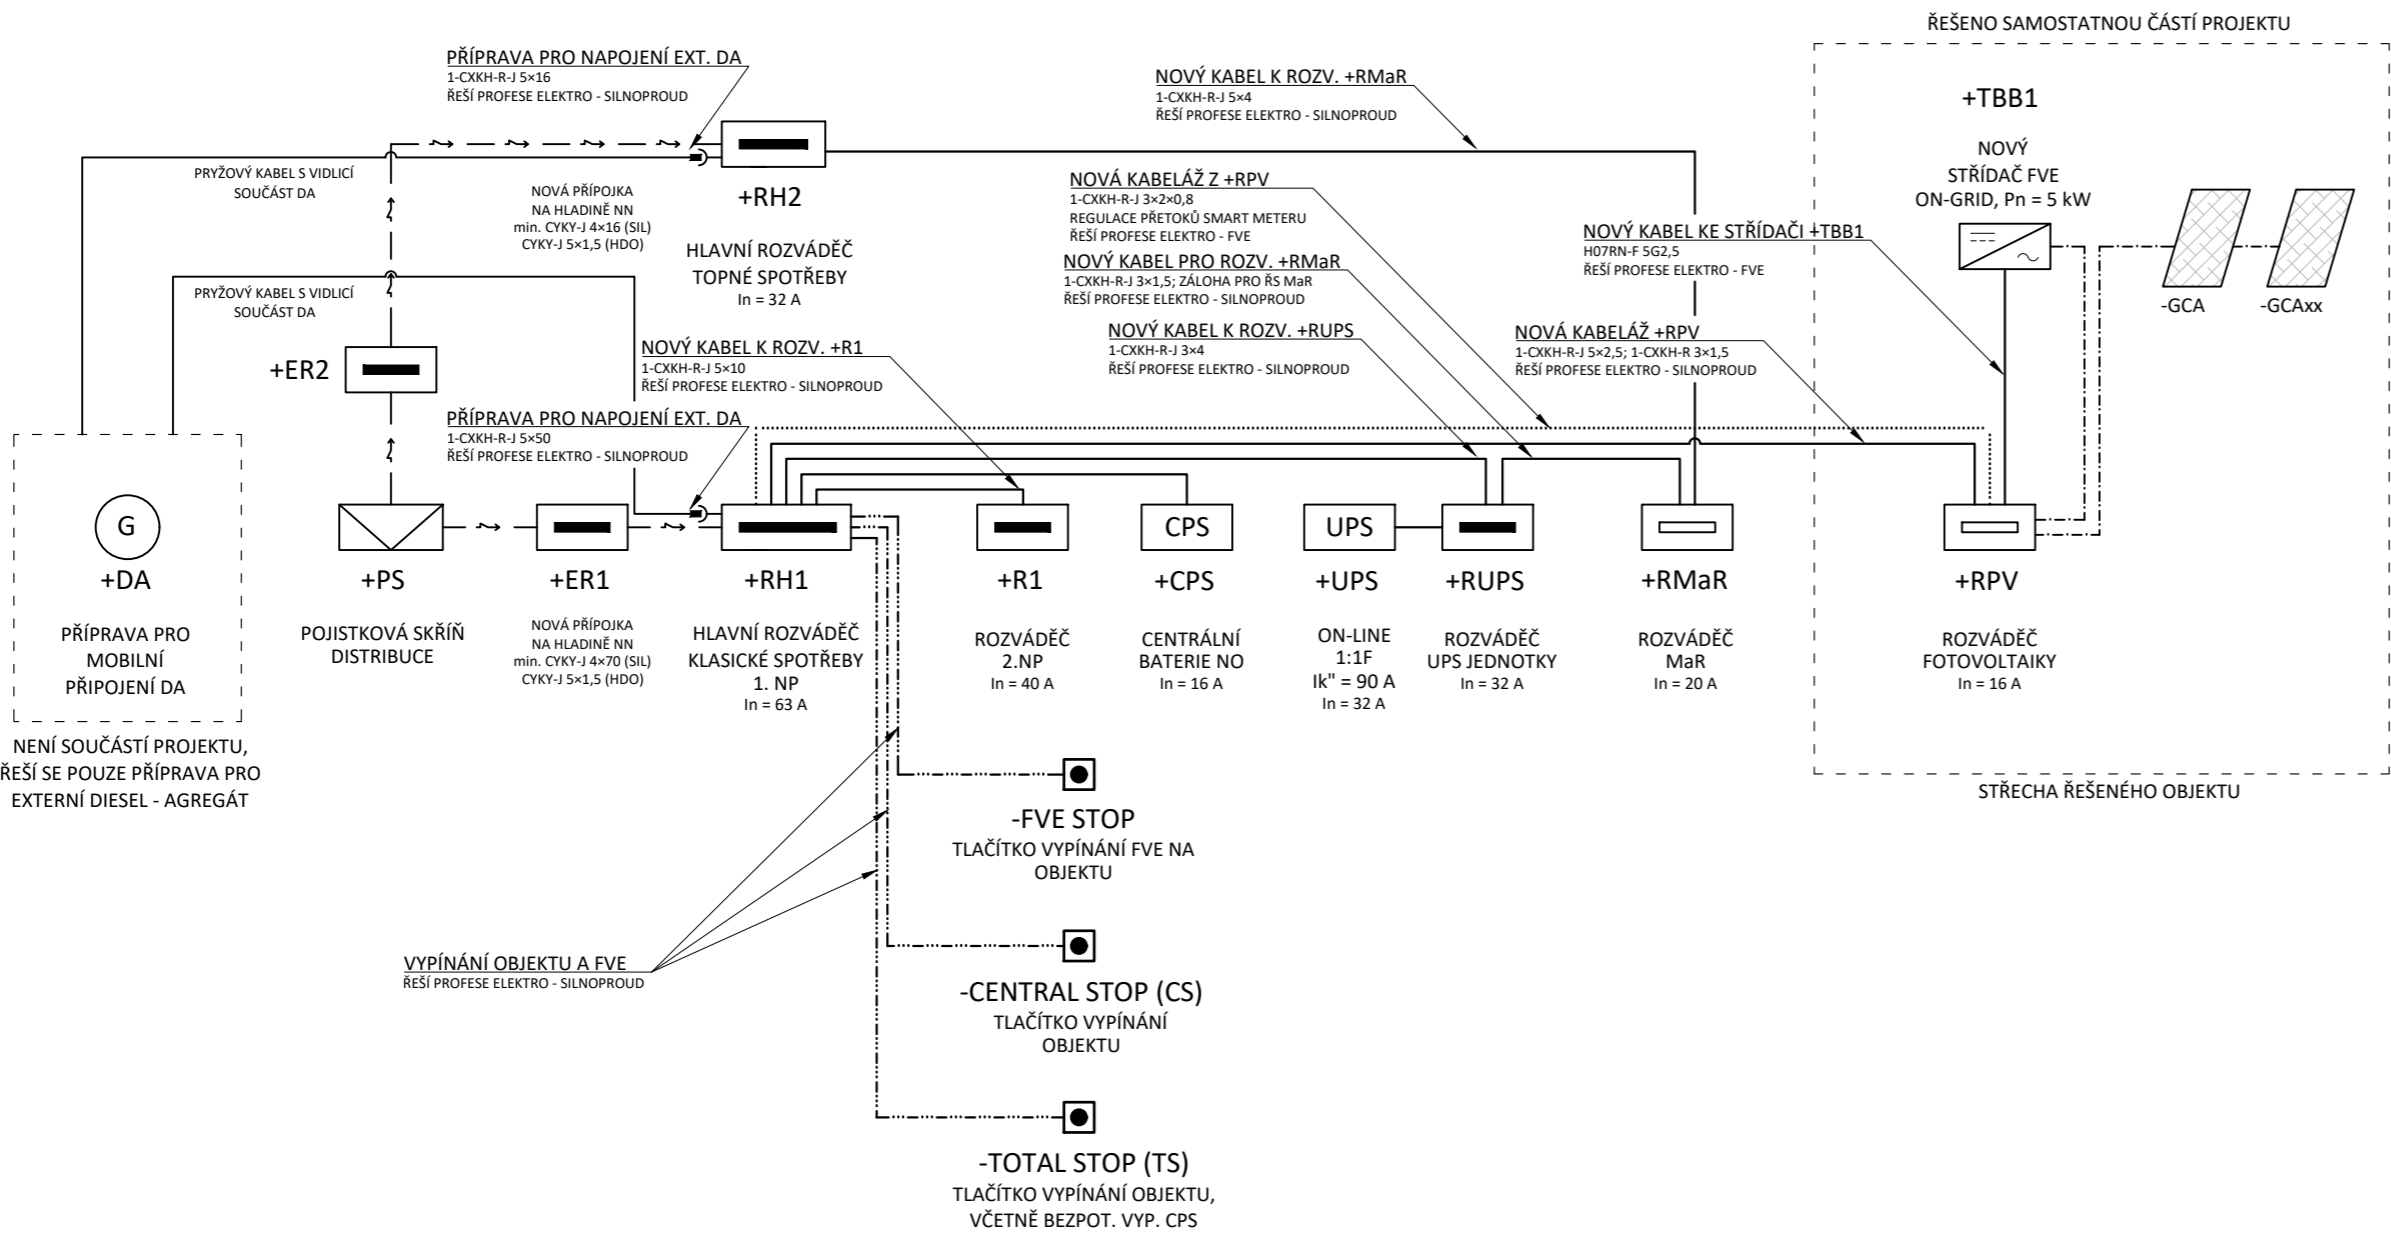 ŘEŠENO SAMOSTATNOU ČÁSTÍ PROJEKTU
PŘÍPRAVA PRO NAPOJENÍ EXT. DA
1-CXKH-R-J 5×16
ŘEŠÍ PROFESE ELEKTRO - SILNOPROUD
NOVÝ KABEL K ROZV. +RMaR
1-CXKH-R-J 5×4
ŘEŠÍ PROFESE ELEKTRO - SILNOPROUD
+TBB1
NOVÝ
STŘÍDAČ FVE
ON-GRID, Pn = 5 kW
PRYŽOVÝ KABEL S VIDLICÍ
SOUČÁST DA
NOVÁ PŘÍPOJKA
NA HLADINĚ NN
min. CYKY-J 4×16 (SIL)
CYKY-J 5×1,5 (HDO)
+RH2
HLAVNÍ ROZVÁDĚČ
TOPNÉ SPOTŘEBY
In = 32 A
NOVÁ KABELÁŽ Z +RPV
1-CXKH-R-J 3×2×0,8
REGULACE PŘETOKŮ SMART METERU
ŘEŠÍ PROFESE ELEKTRO - FVE
NOVÝ KABEL PRO ROZV. +RMaR
1-CXKH-R-J 3×1,5; ZÁLOHA PRO ŘS MaR
ŘEŠÍ PROFESE ELEKTRO - SILNOPROUD
NOVÝ KABEL KE STŘÍDAČI +TBB1
H07RN-F 5G2,5
ŘEŠÍ PROFESE ELEKTRO - FVE
-GCA
-GCAxx
PRYŽOVÝ KABEL S VIDLICÍ
SOUČÁST DA
NOVÝ KABEL K ROZV. +RUPS
1-CXKH-R-J 3×4
ŘEŠÍ PROFESE ELEKTRO - SILNOPROUD
NOVÁ KABELÁŽ +RPV
1-CXKH-R-J 5×2,5; 1-CXKH-R 3×1,5
ŘEŠÍ PROFESE ELEKTRO - SILNOPROUD
NOVÝ KABEL K ROZV. +R1
1-CXKH-R-J 5×10
ŘEŠÍ PROFESE ELEKTRO - SILNOPROUD
+ER2
PŘÍPRAVA PRO NAPOJENÍ EXT. DA
1-CXKH-R-J 5×50
ŘEŠÍ PROFESE ELEKTRO - SILNOPROUD
G
+DA
PŘÍPRAVA PRO
MOBILNÍ
PŘIPOJENÍ DA
NENÍ SOUČÁSTÍ PROJEKTU,
ŘEŠÍ SE POUZE PŘÍPRAVA PRO
EXTERNÍ DIESEL - AGREGÁT
+PS
POJISTKOVÁ SKŘÍŇ
DISTRIBUCE
+ER1
NOVÁ PŘÍPOJKA
NA HLADINĚ NN
min. CYKY-J 4×70 (SIL)
CYKY-J 5×1,5 (HDO)
+RH1
HLAVNÍ ROZVÁDĚČ
KLASICKÉ SPOTŘEBY
1. NP
In = 63 A
+R1
ROZVÁDĚČ
2.NP
In = 40 A
CPS
+CPS
CENTRÁLNÍ
BATERIE NO
In = 16 A
UPS
+UPS
ON-LINE
1:1F
Ik" = 90 A
In = 32 A
+RUPS
ROZVÁDĚČ
UPS JEDNOTKY
In = 32 A
+RMaR
ROZVÁDĚČ
MaR
In = 20 A
+RPV
ROZVÁDĚČ
FOTOVOLTAIKY
In = 16 A
STŘECHA ŘEŠENÉHO OBJEKTU
-FVE STOP
TLAČÍTKO VYPÍNÁNÍ FVE NA
OBJEKTU
VYPÍNÁNÍ OBJEKTU A FVE
ŘEŠÍ PROFESE ELEKTRO - SILNOPROUD
-CENTRAL STOP (CS)
TLAČÍTKO VYPÍNÁNÍ
OBJEKTU
-TOTAL STOP (TS)
TLAČÍTKO VYPÍNÁNÍ OBJEKTU,
VČETNĚ BEZPOT. VYP. CPS